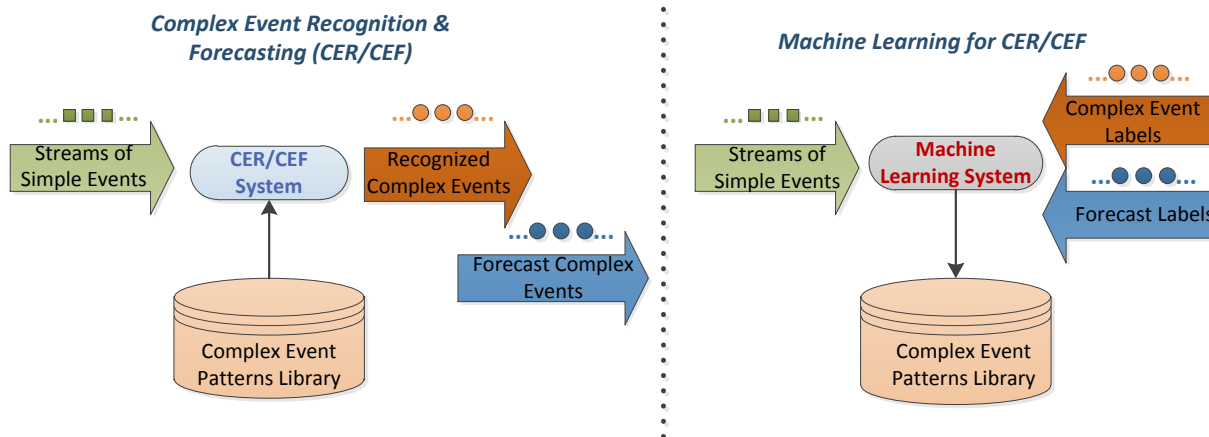 Complex Event Recognition &
Forecasting (CER/CEF)
...
...
Streams of
Simple Events
CER/CEF
System
...
...
Recognized
Complex Events
...
...
Forecast Complex
Events
Complex Event
Patterns Library
Machine Learning for CER/CEF
...
...
Streams of
Simple Events
Machine
Learning System
...
...
Complex Event
Labels
...
...
Forecast Labels
Complex Event
Patterns Library